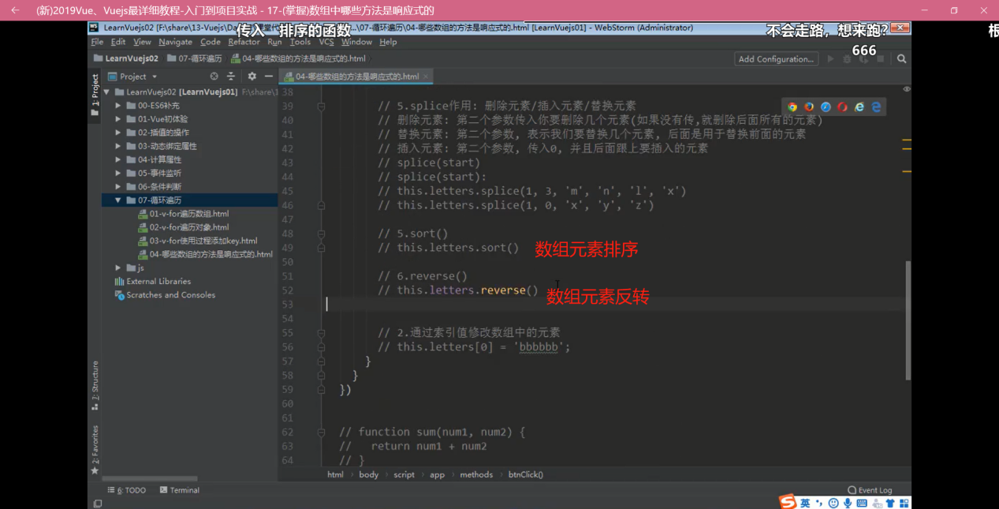 (新)2019Vue、Vuejs最详细教程-入门到项目实战 - 17-(掌握)数组中哪些方法是响应式的
LearnVuejs02 [F:\share\13-Vuejs\Da
...\07-循环遍历\04-哪些数组的方法是响应式的.html [LearnVuejs01] - WebStorm (Administrator)
传入 排序的函数
不会走路，想来跑?
666
File Edit View Navigate Code Refactor Run Tools VCS Window Help
LearnVuejs02 07-循环遍历 04-哪些数组的方法是响应式的.html
Add Configuration...
Project
04-哪些数组的方法是响应式的.html
1: Project
LearnVuejs02 [LearnVuejs01] F:\share\1
00-ES6补充
01-Vue初体验
02-插值的操作
03-动态绑定属性
04-计算属性
05-事件监听
06-条件判断
07-循环遍历
01-v-for遍历数组.html
02-v-for遍历对象.html
03-v-for使用过程添加key.html
04-哪些数组的方法是响应式的.html
js
External Libraries
Scratches and Consoles
7: Structure
2: Favorites
38
39 // 5.splice作用: 删除元素/插入元素/替换元素
40 // 删除元素: 第二个参数传入你要删除几个元素(如果没有传,就删除后面所有的元素)
41 // 替换元素: 第二个参数, 表示我们要替换几个元素, 后面是用于替换前面的元素
42 // 插入元素: 第二个参数, 传入0, 并且后面跟上要插入的元素
43 // splice(start)
44 // splice(start):
45 // this.letters.splice(1, 3, 'm', 'n', 'l', 'x')
46 // this.letters.splice(1, 0, 'x', 'y', 'z')
47
48 // 5.sort()
49 // this.letters.sort() 数组元素排序
50
51 // 6.reverse()
52 // this.letters.reverse() 数组元素反转
53
54
55 // 2.通过索引值修改数组中的元素
56 // this.letters[0] = 'bbbbbb';
57 }
58 }
59 })
60
61
62 // function sum(num1, num2) {
63 // return num1 + num2
64 // }
html body script app methods btnClick()
6: TODO Terminal
Event Log
英